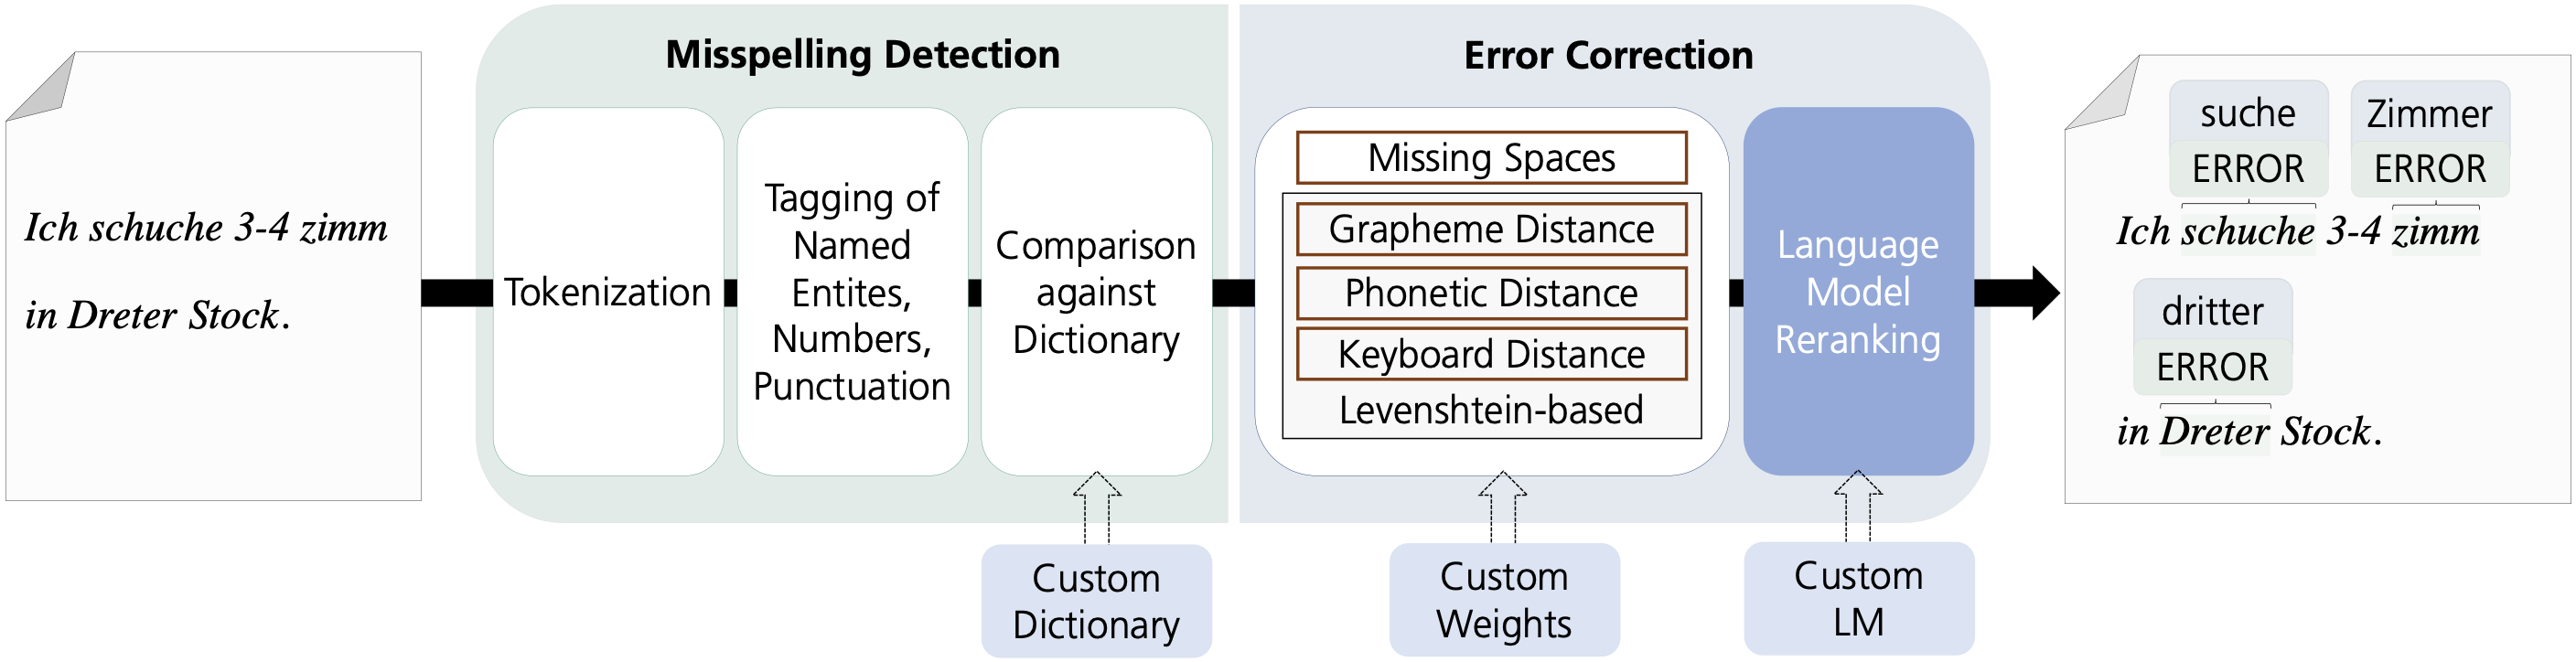 Ich schuche 3-4 zimm
in Dreter Stock.
Misspelling Detection
Tokenization
Tagging of
Named
Entites,
Numbers,
Punctuation
Comparison
against
Dictionary
Custom
Dictionary
Error Correction
Missing Spaces
Grapheme Distance
Phonetic Distance
Keyboard Distance
Levenshtein-based
Custom
Weights
Language
Model
Reranking
Custom
LM
suche
ERROR
Zimmer
ERROR
Ich schuche 3-4 zimm
dritter
ERROR
in Dreter Stock.